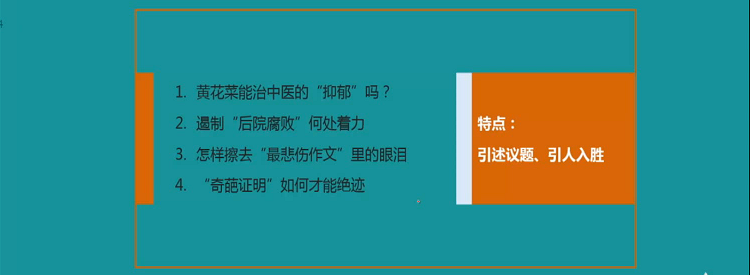 1. 黄花菜能治中医的“抑郁”吗？
2. 遏制“后院腐败”何处着力
3. 怎样擦去“最悲伤作文”里的眼泪
4. “奇葩证明”如何才能绝迹
特点：
引述议题、引人入胜